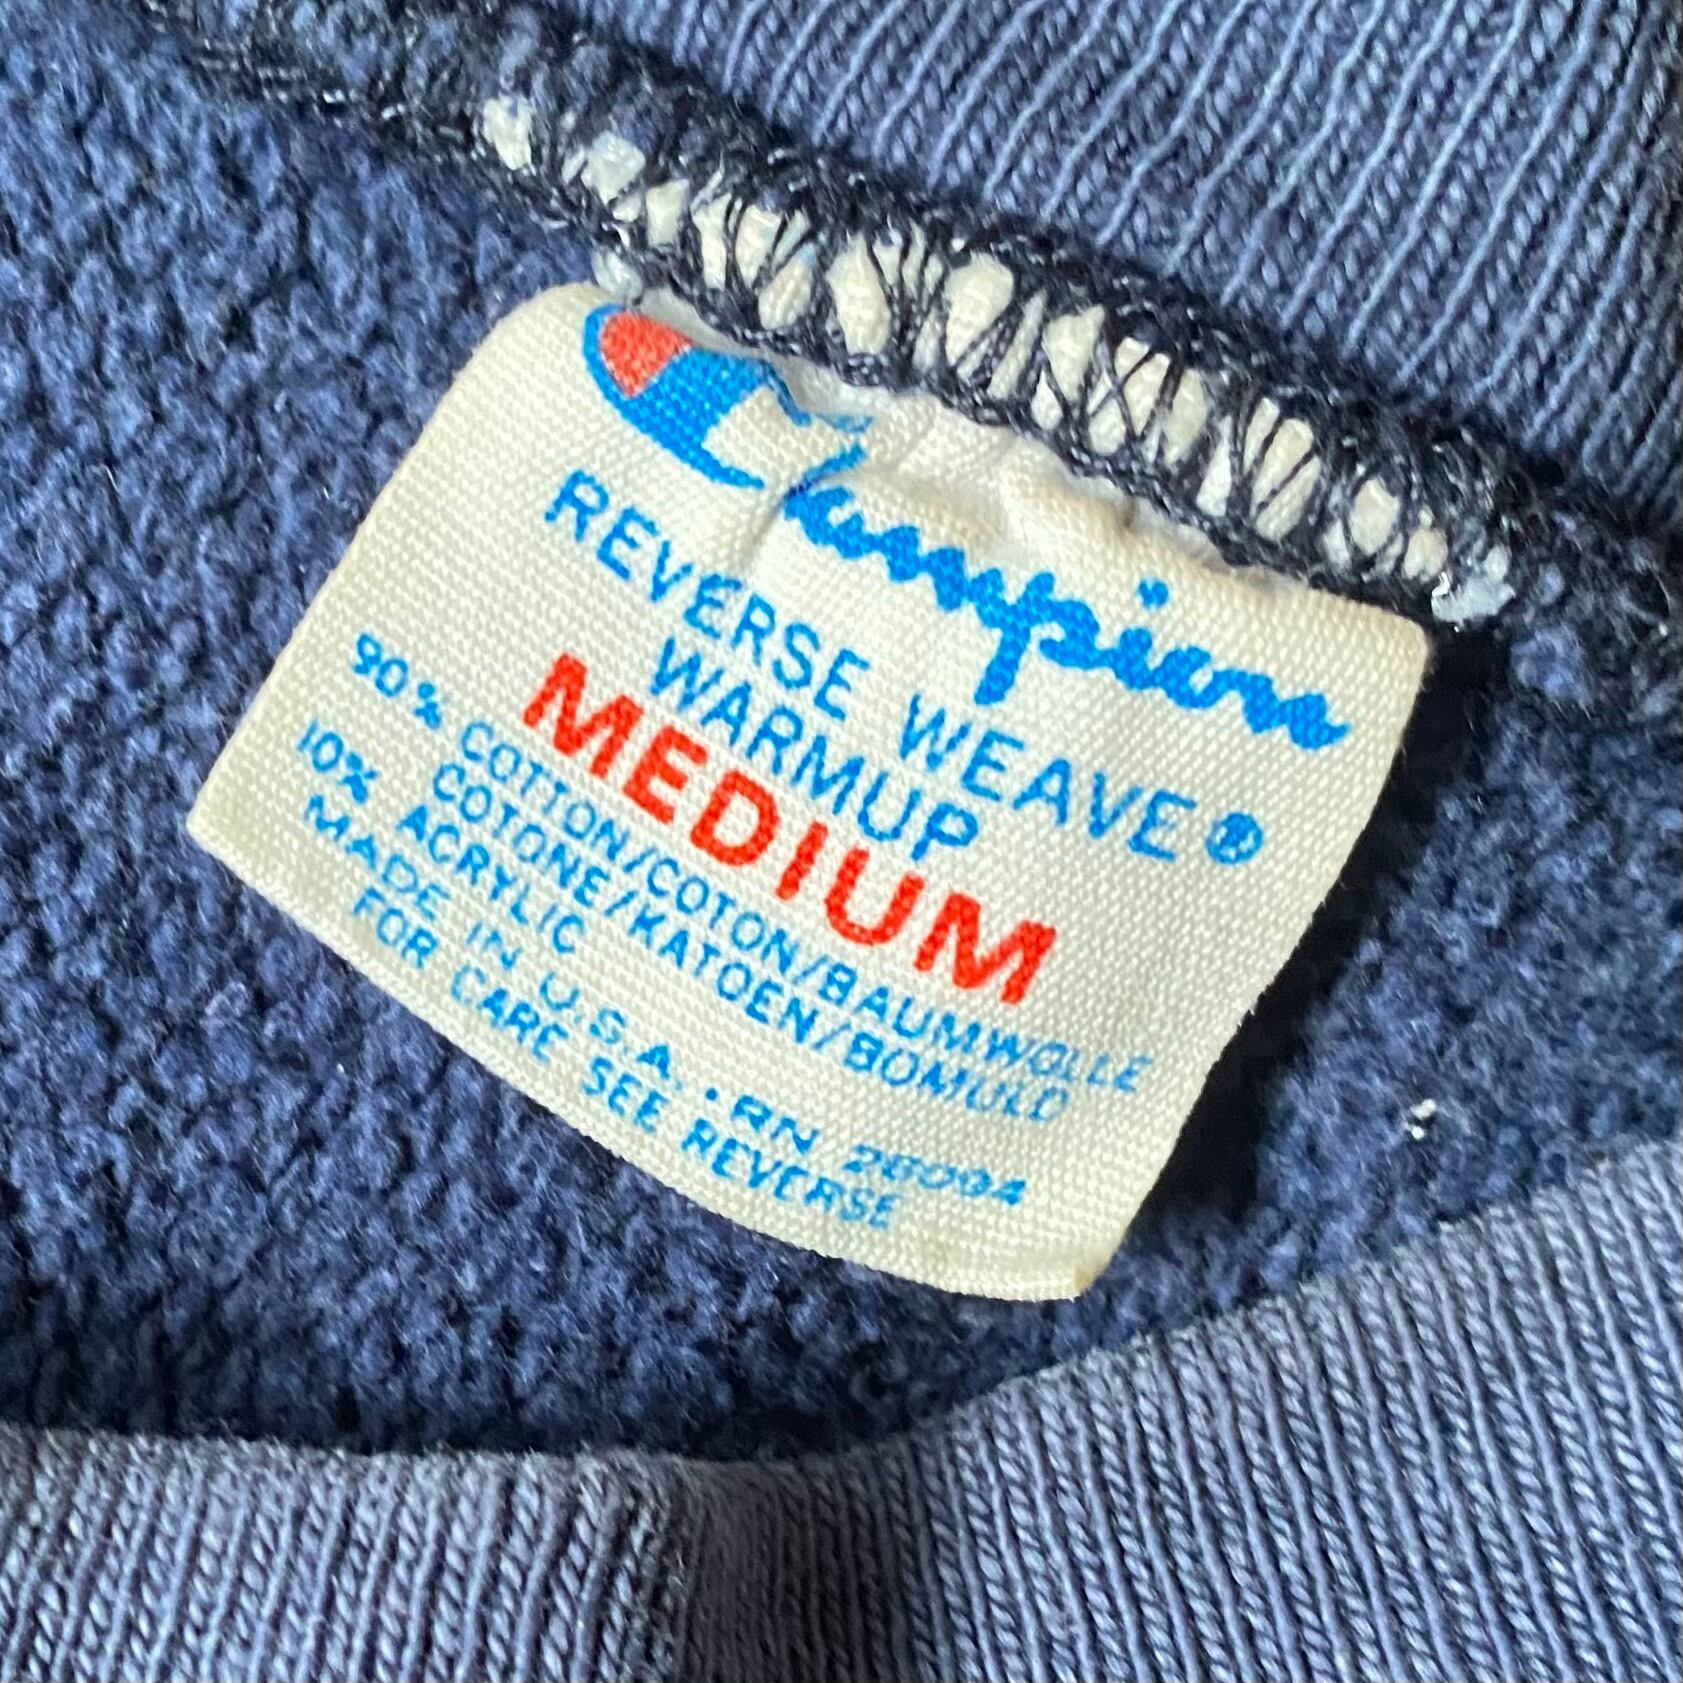 Champion
REVERSE WEAVE®
WARMUP
MEDIUM
90% COTTON/COTON/BAUMWOLLE
COTONE/KATOEN/BOMULD
10% ACRYLIC
MADE IN U.S.A. • RN 26094
FOR CARE SEE REVERSE